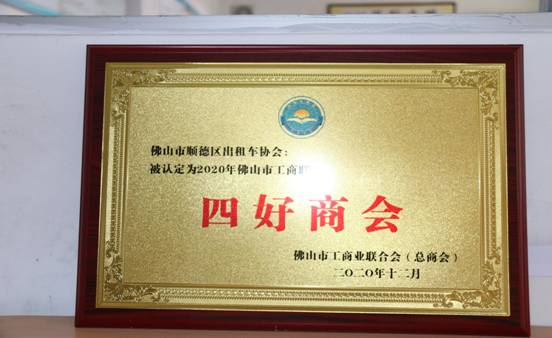 佛山市顺德区出租车协会:
被认定为2020年佛山市工商联
四好商会
佛山市工商业联合会(总商会)
二〇二〇年十二月